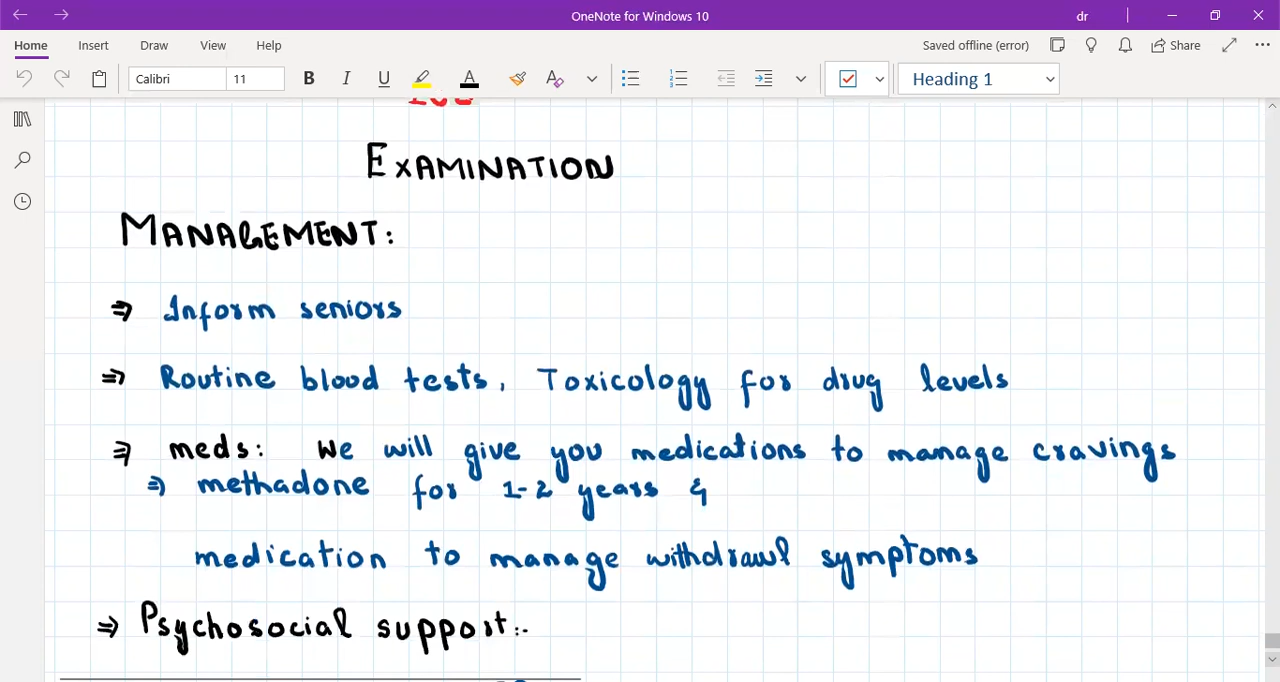 OneNote for Windows 10
dr
Home Insert Draw View Help
Saved offline (error)
Share
Calibri 11 B I U A A Heading 1
EXAMINATION
MANAGEMENT:
⇒ Inform seniors
⇒ Routine blood tests, Toxicology for drug levels
⇒ meds: We will give you medications to manage cravings
⇒ methadone for 1-2 years &
medication to manage withdrawl symptoms
⇒ Psychosocial support:-